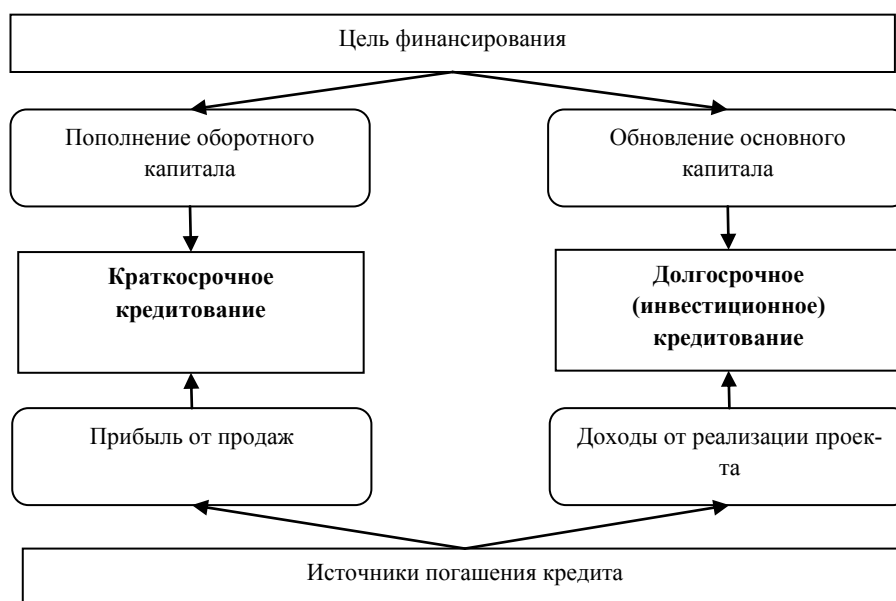 Цель финансирования
Пополнение оборотного
капитала
Обновление основного
капитала
Краткосрочное
кредитование
Долгосрочное
(инвестиционное)
кредитование
Прибыль от продаж
Доходы от реализации проек-
та
Источники погашения кредита